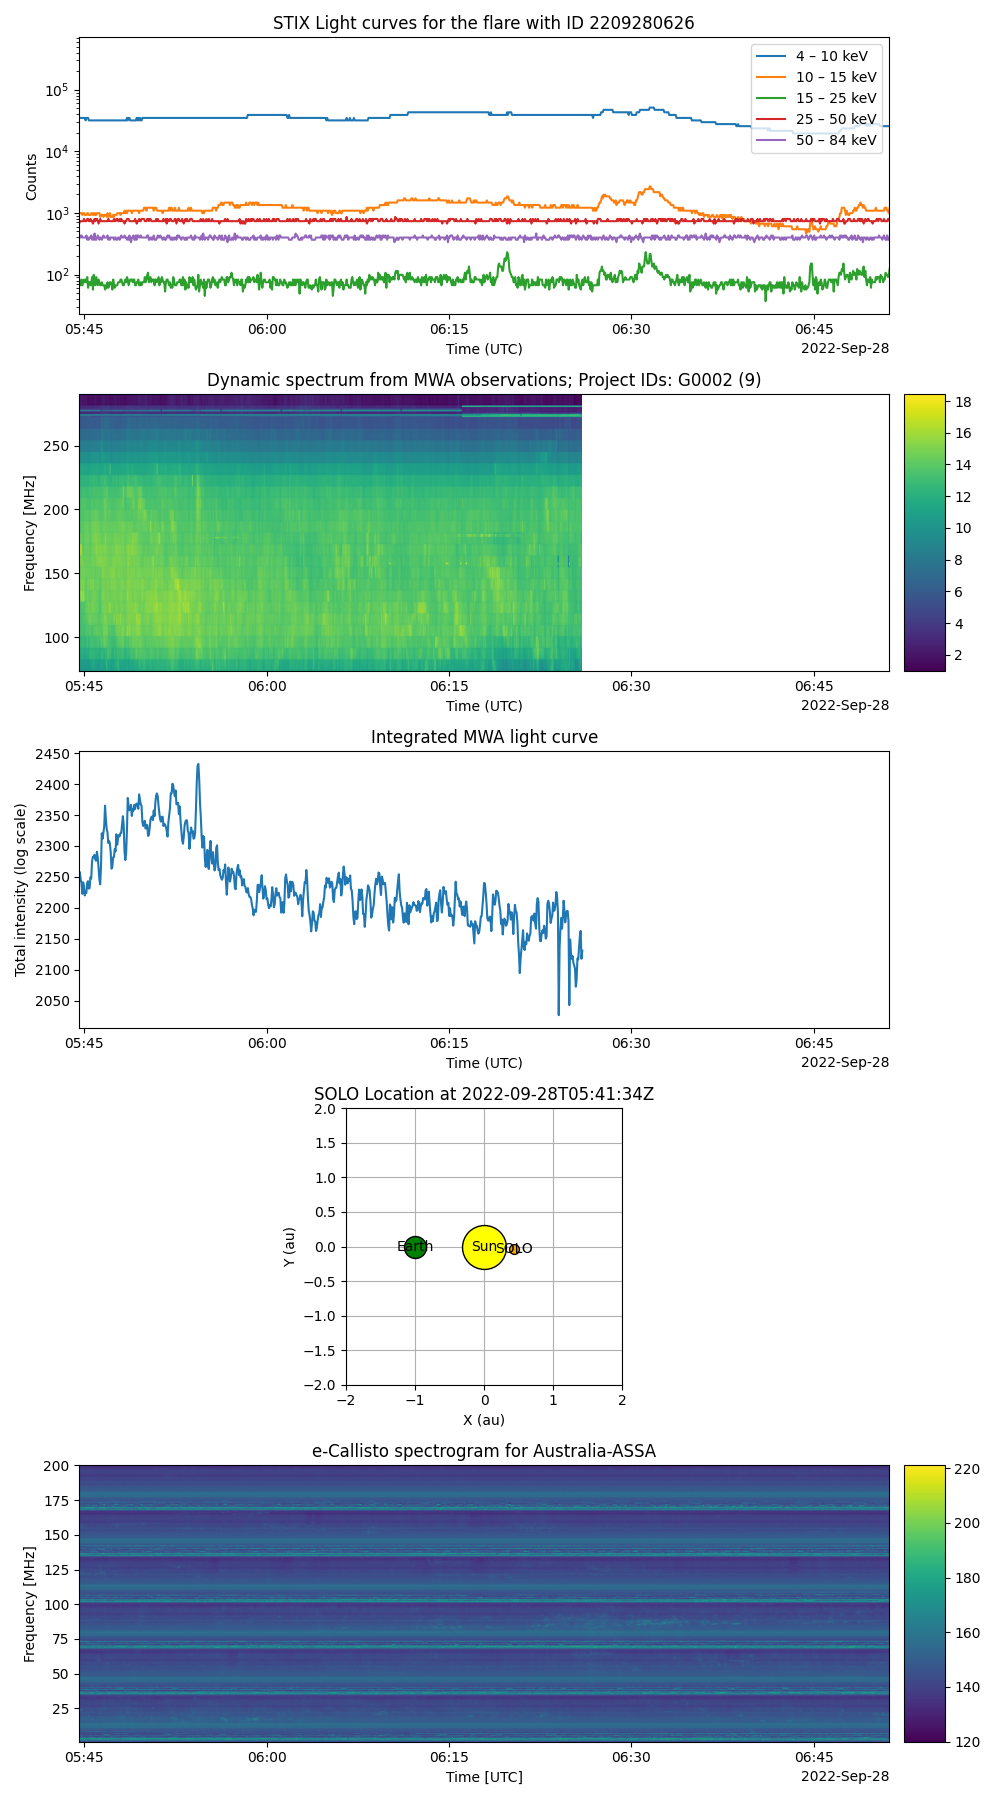 STIX Light curves for the flare with ID 2209280626
4 – 10 keV
10 – 15 keV
15 – 25 keV
25 – 50 keV
50 – 84 keV
Counts
10^5
10^4
10^3
10^2
05:45 06:00 06:15 06:30 06:45
Time (UTC)
2022-Sep-28
Dynamic spectrum from MWA observations; Project IDs: G0002 (9)
Frequency [MHz]
250
200
150
100
18
16
14
12
10
8
6
4
2
05:45 06:00 06:15 06:30 06:45
Time (UTC)
2022-Sep-28
Integrated MWA light curve
Total intensity (log scale)
2450
2400
2350
2300
2250
2200
2150
2100
2050
05:45 06:00 06:15 06:30 06:45
Time (UTC)
2022-Sep-28
SOLO Location at 2022-09-28T05:41:34Z
Y (au)
2.0
1.5
1.0
0.5
0.0
−0.5
−1.0
−1.5
−2.0
Earth Sun SOLO
−2 −1 0 1 2
X (au)
e-Callisto spectrogram for Australia-ASSA
Frequency [MHz]
200
175
150
125
100
75
50
25
220
200
180
160
140
120
05:45 06:00 06:15 06:30 06:45
Time [UTC]
2022-Sep-28